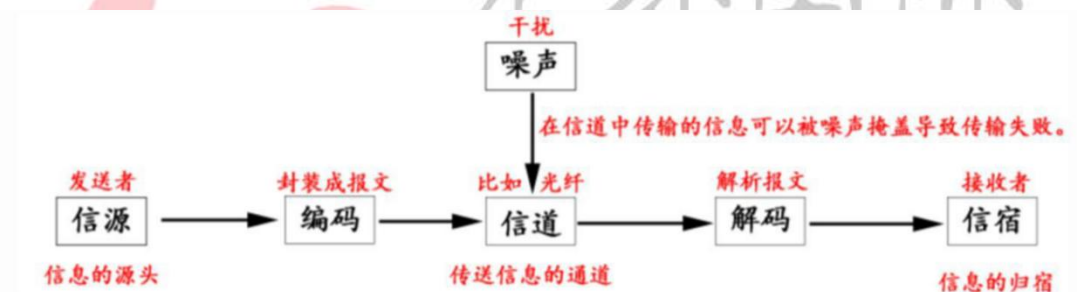 干扰
噪声
在信道中传输的信息可以被噪声掩盖导致传输失败。
发送者
封装成报文
比如 光纤
解析报文
接收者
信源
编码
信道
解码
信宿
信息的源头
传送信息的通道
信息的归宿